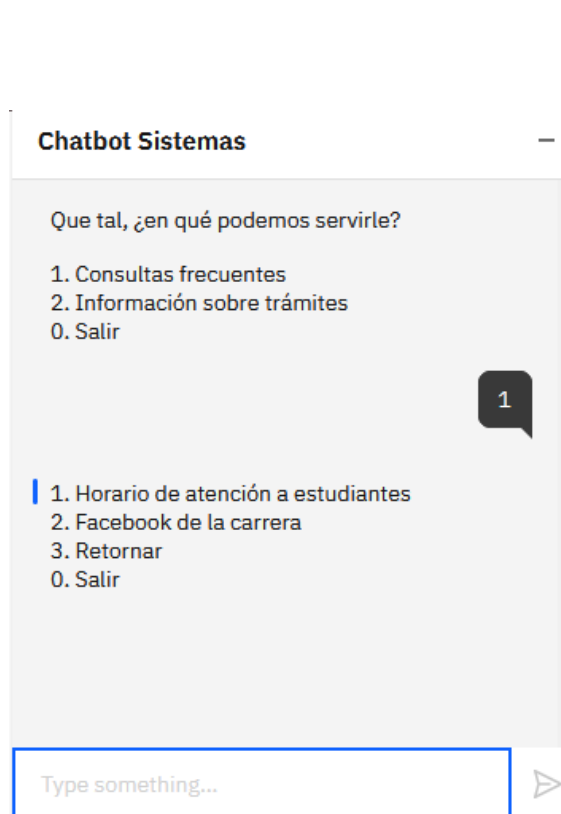 Chatbot Sistemas
Que tal, ¿en qué podemos servirle?
1. Consultas frecuentes
2. Información sobre trámites
0. Salir
1
1. Horario de atención a estudiantes
2. Facebook de la carrera
3. Retornar
0. Salir
Type something...